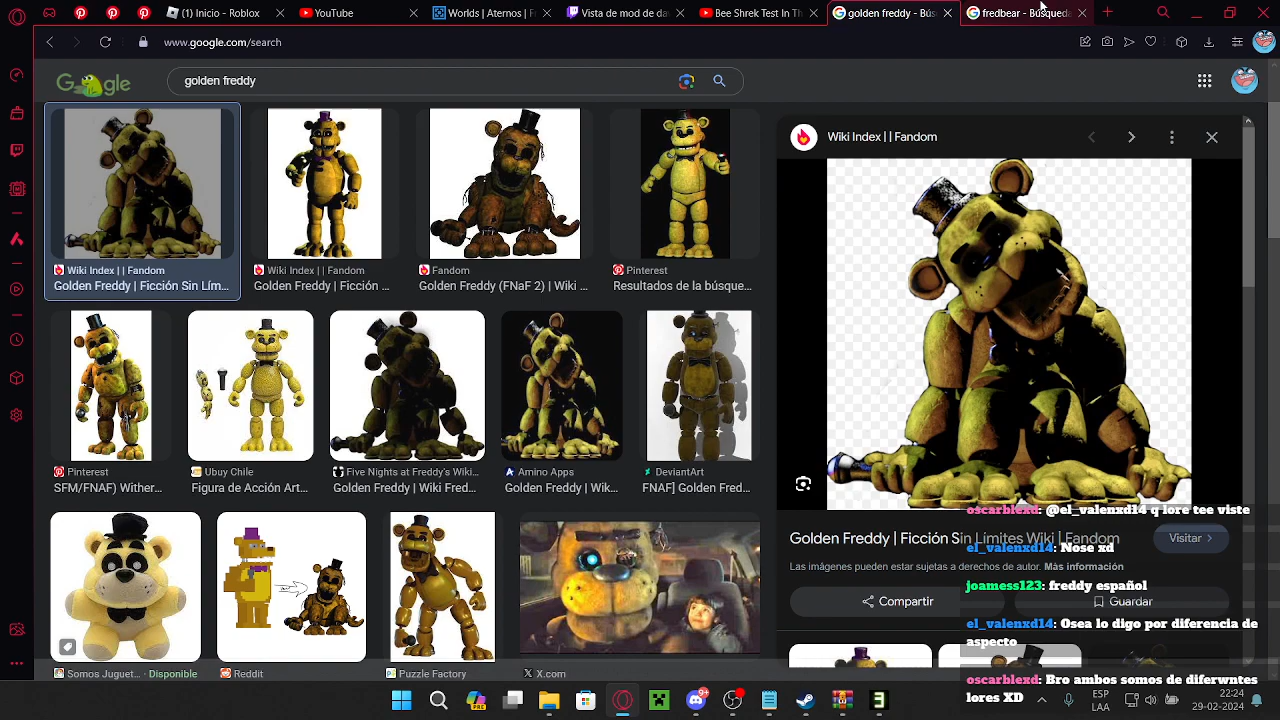 (1) Inicio - Roblox
YouTube
Worlds | Aternos | F
Vista de mod de da
Bee Shrek Test In Th
golden freddy - Bús
fredbear - Búsqueda
www.google.com/search
Google
golden freddy
Wiki Index | | Fandom
Golden Freddy | Ficción Sin Lím...
Wiki Index | | Fandom
Golden Freddy | Ficción ...
Fandom
Golden Freddy (FNaF 2) | Wiki ...
Pinterest
Resultados de la búsque...
Pinterest
SFM/FNAF) Wither...
Ubuy Chile
Figura de Acción Art...
Five Nights at Freddy's Wiki...
Golden Freddy | Wiki Fred...
Amino Apps
Golden Freddy | Wik...
DeviantArt
FNAF] Golden Fred...
Somos Juguet... · Disponible
Reddit
Puzzle Factory
X.com
Wiki Index | | Fandom
Golden Freddy | Ficción Sin Límites Wiki | Fandom
Visitar
Las imágenes pueden estar sujetas a derechos de autor. Más información
Compartir
Guardar
oscarblexd: @el_valenxd14 q lore tee viste
el_valenxd14: Nose xd
joamess123: freddy español
el_valenxd14: Osea lo digo por diferencia de
aspecto
oscarblexd: Bro ambos somos de diferwntes
lores XD
PRE
9+
3
ESP
LAA
22:24
29-02-2024